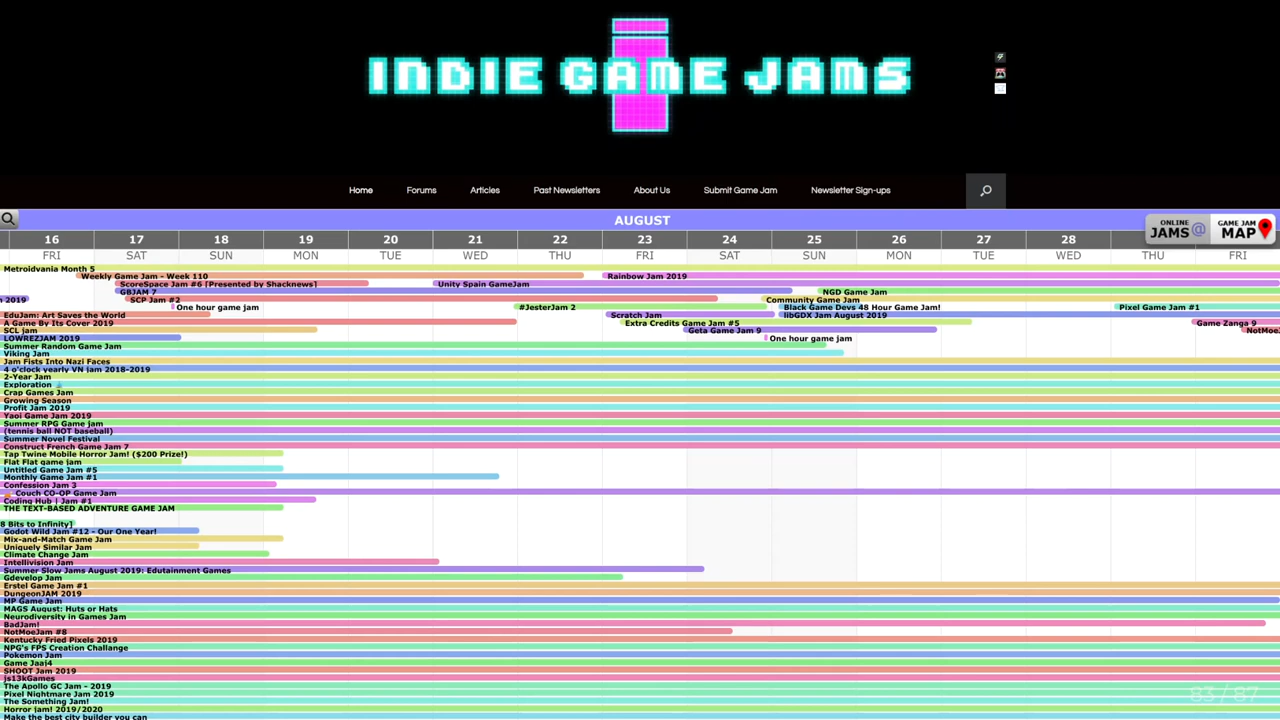 INDIE GAME JAMS
Home Forums Articles Past Newsletters About Us Submit Game Jam Newsletter Sign-ups
AUGUST
ONLINE JAMS@ GAME JAM MAP
16 17 18 19 20 21 22 23 24 25 26 27 28
FRI SAT SUN MON TUE WED THU FRI SAT SUN MON TUE WED THU FRI
Metroidvania Month 5
Weekly Game Jam - Week 110 Rainbow Jam 2019
ScoreSpace Jam #6 [Presented by Shacknews] Unity Spain GameJam
GBJAM 7 NGD Game Jam
2019 SCP Jam #2 Community Game Jam
One hour game jam #JesterJam 2 Black Game Devs 48 Hour Game Jam! Pixel Game Jam #1
EduJam: Art Saves the World Scratch Jam libGDX Jam August 2019
A Game By Its Cover 2019 Extra Credits Game Jam #5 Game Zanga 9
SCL jam Geta Game Jam 9 NotMoeJ
LOWREZJAM 2019 One hour game jam
Summer Random Game Jam
Viking Jam
Jam Fists Into Nazi Faces
4 o'clock yearly VN jam 2018-2019
2-Year Jam
Exploration
Crap Games Jam
Growing Season
Profit Jam 2019
Yaoi Game Jam 2019
Summer RPG Game jam
(tennis ball NOT baseball)
Summer Novel Festival
Construct French Game Jam 7
Tap Twine Mobile Horror Jam! ($200 Prize!)
Flat Flat game jam
Untitled Game Jam #5
Monthly Game Jam #1
Confession Jam 3
Couch CO-OP Game Jam
Coding Hub | Jam #1
THE TEXT-BASED ADVENTURE GAME JAM
8 Bits to Infinity]
Godot Wild Jam #12 - Our One Year!
Mix-and-Match Game Jam
Uniquely Similar Jam
Climate Change Jam
Intellivision Jam
Summer Slow Jams August 2019: Edutainment Games
Gdevelop Jam
Erstel Game Jam #1
DungeonJAM 2019
MP Game Jam
MAGS August: Huts or Hats
Neurodiversity in Games Jam
BadJam!
NotMoeJam #8
Kentucky Fried Pixels 2019
NPG's FPS Creation Challange
Pokemon Jam
Game Jaaj4
SHOOT Jam 2019
js13kGames
The Apollo GC Jam - 2019
Pixel Nightmare Jam 2019
The Something Jam!
Horror Jam! 2019/2020
Make the best city builder you can
83 / 87